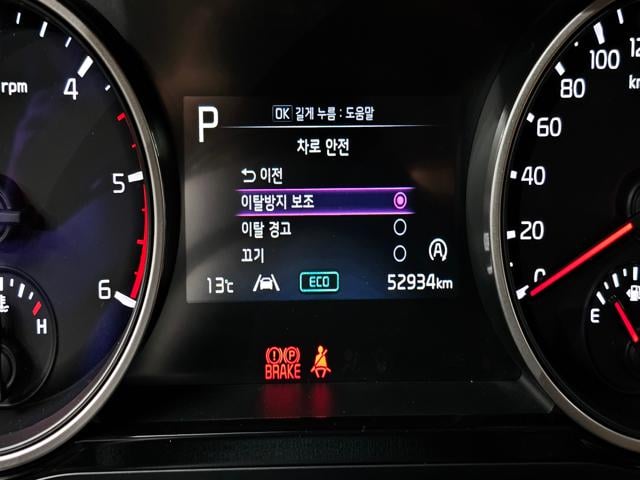 rpm
4
5
6
H
P
OK 길게 누름 : 도움말
차로 안전
이전
이탈방지 보조
이탈 경고
끄기
A
13℃
ECO
52934km
(!) (P)
BRAKE
100
80
60
40
20
0
E